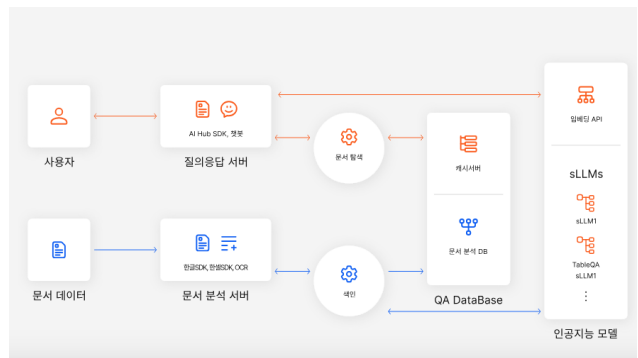 AI Hub SDK, 챗봇
사용자
질의응답 서버
문서 탐색
캐시서버
임베딩 API
sLLMs
sLLM1
TableQA
sLLM1
⋮
한글SDK, 한셀SDK, OCR
문서 데이터
문서 분석 서버
색인
문서 분석 DB
QA DataBase
인공지능 모델